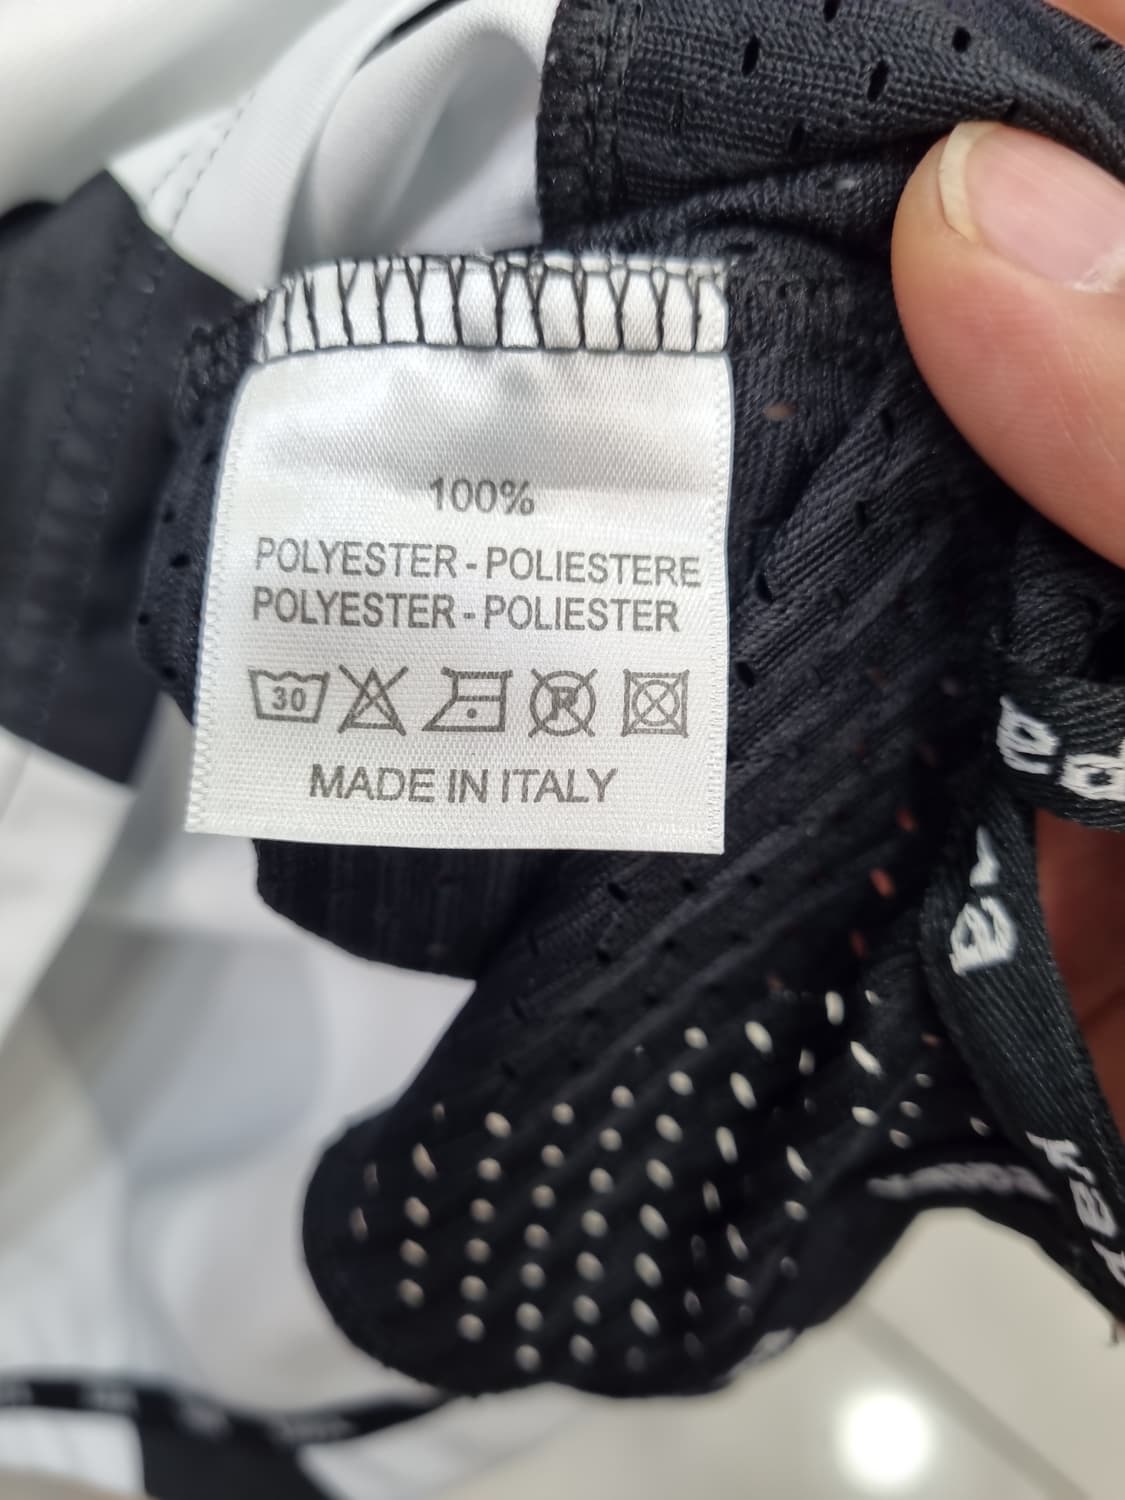 100%
POLYESTER - POLIESTERE
POLYESTER - POLIESTER
30
R
MADE IN ITALY